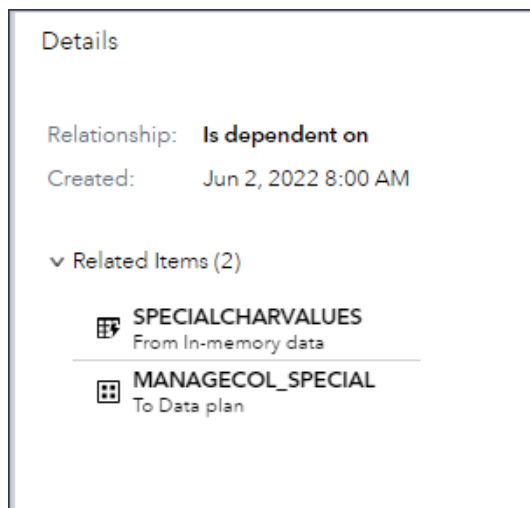 Details
Relationship: Is dependent on
Created: Jun 2, 2022 8:00 AM
Related Items (2)
SPECIALCHARVALUES
From In-memory data
MANAGECOL_SPECIAL
To Data plan